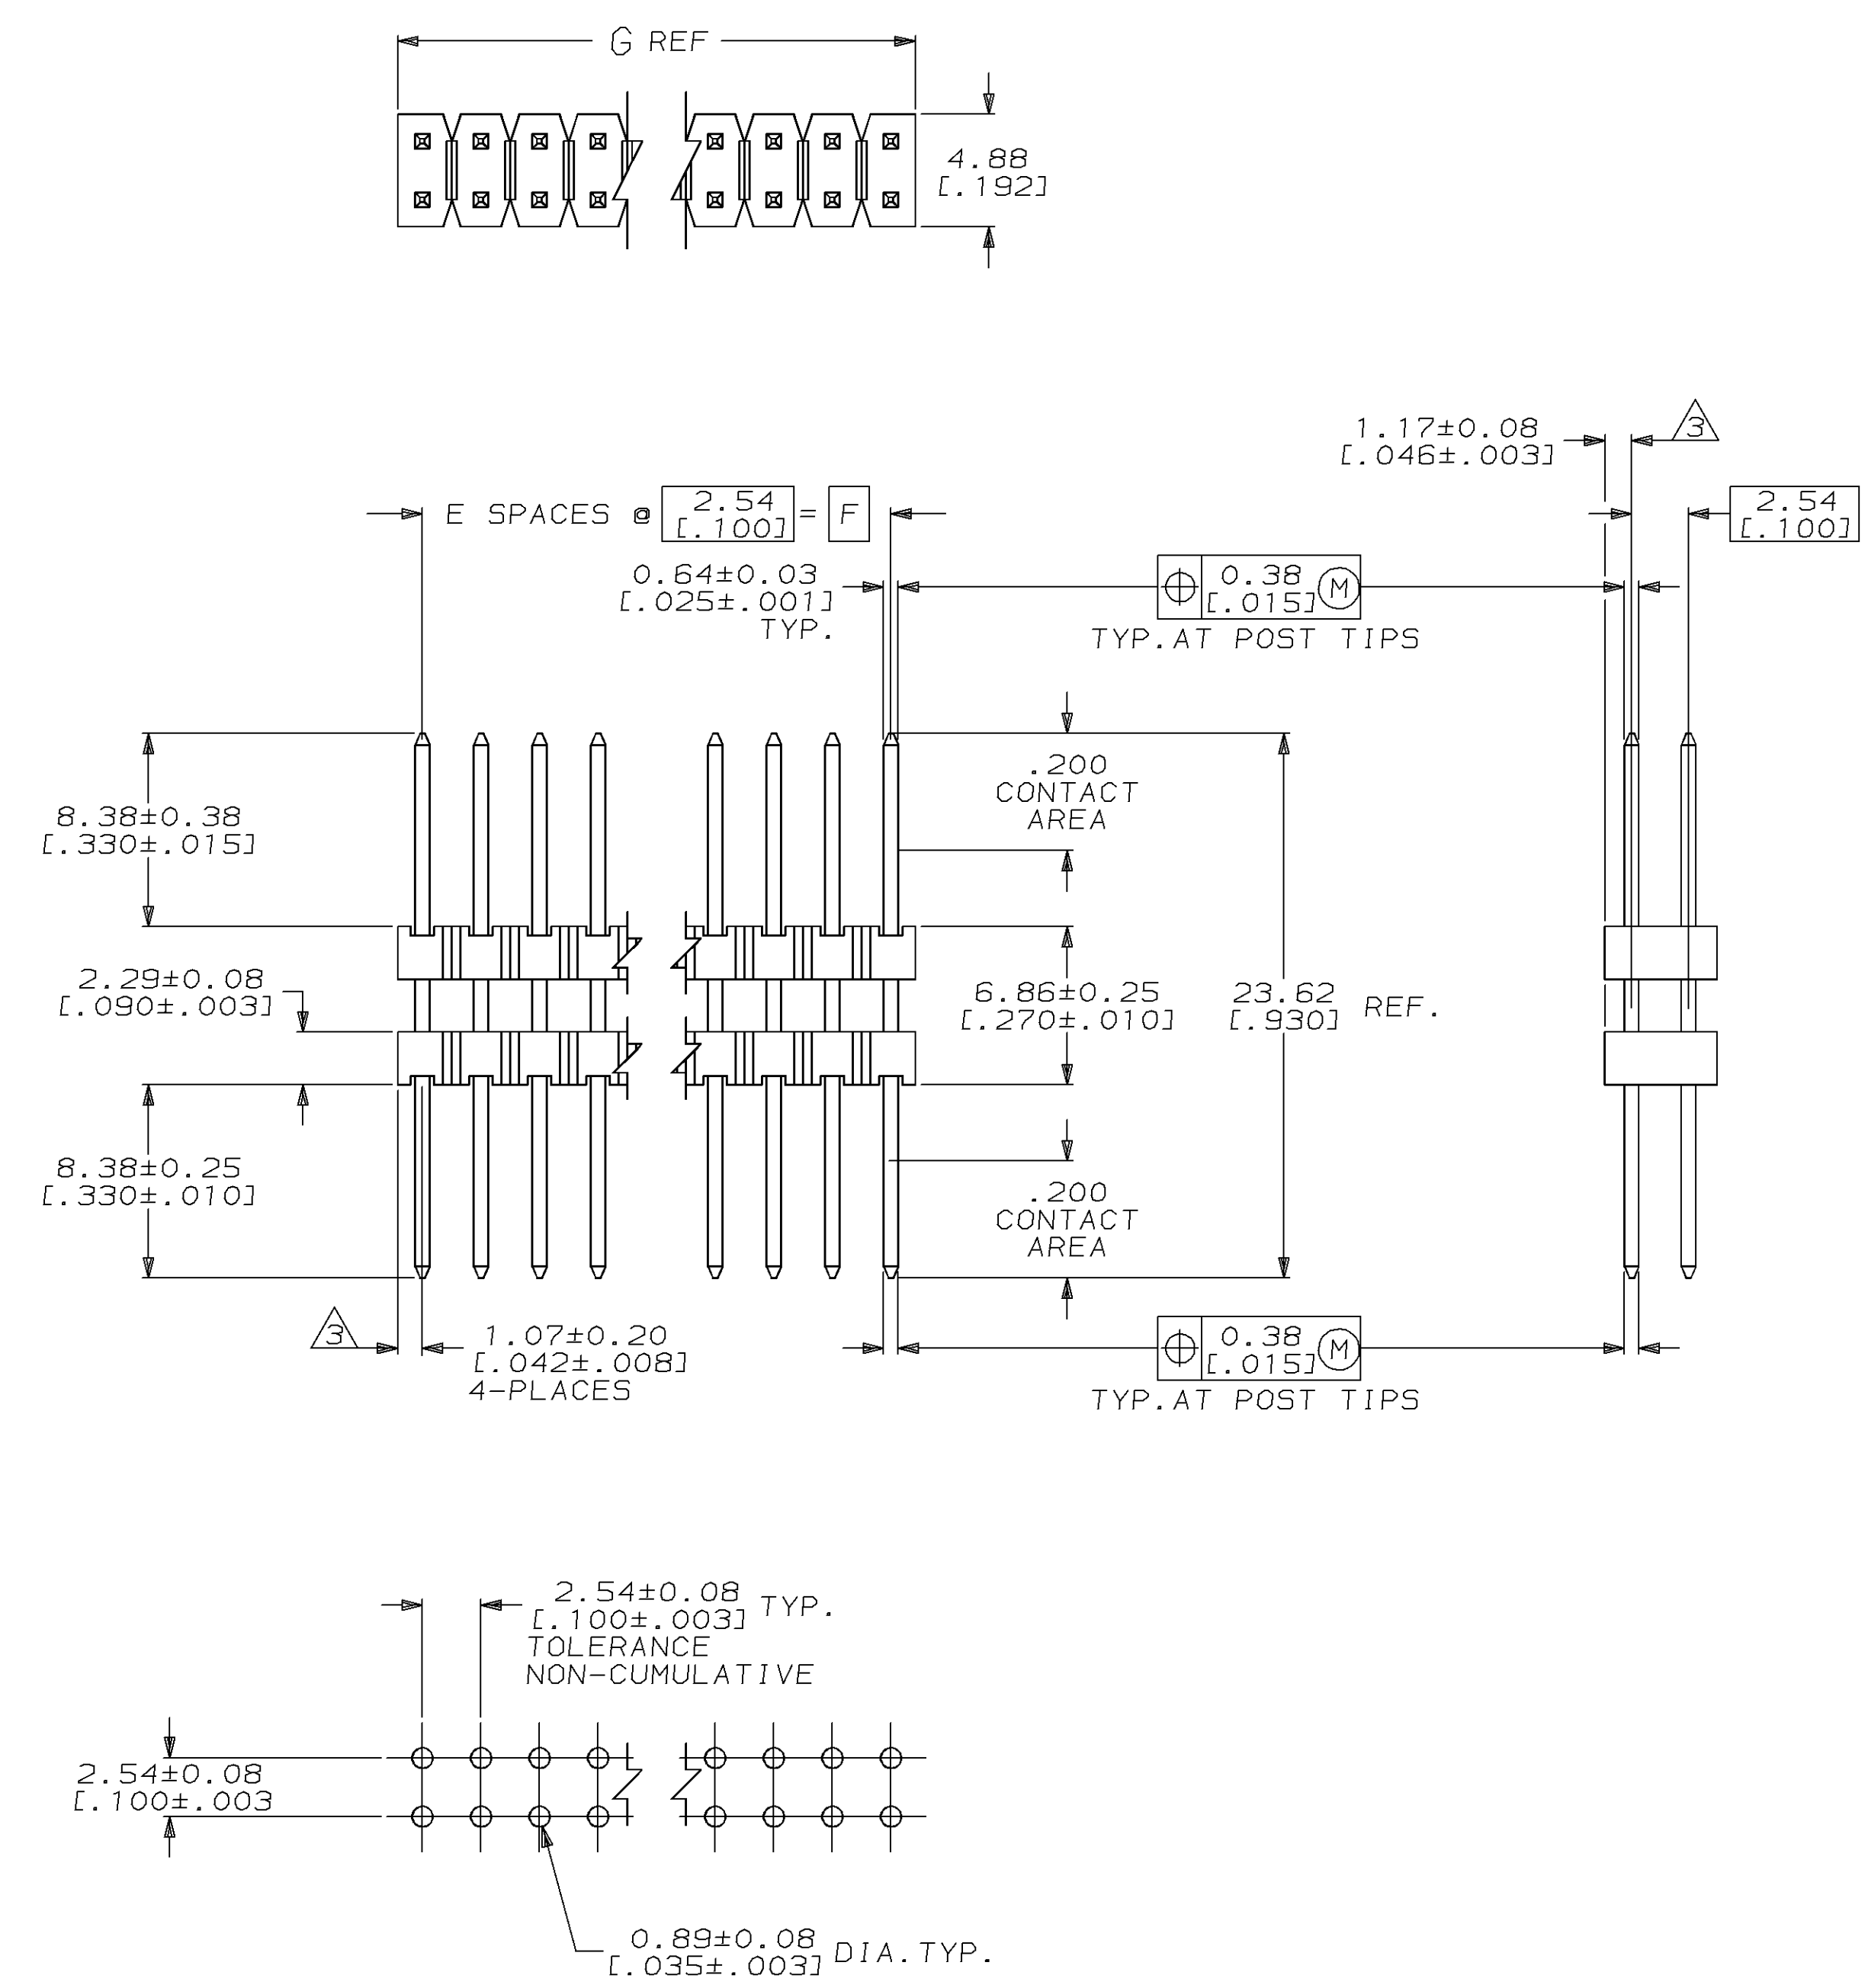 G REF
4.88
[.192]
1.17±0.08
[.046±.003]
3
E SPACES @ 2.54 [.100] = F
2.54
[.100]
0.64±0.03
[.025±.001]
TYP.
0.38
[.015] M
TYP.AT POST TIPS
.200
CONTACT
AREA
8.38±0.38
[.330±.015]
2.29±0.08
[.090±.003]
6.86±0.25
[.270±.010]
23.62
[.930] REF.
8.38±0.25
[.330±.010]
.200
CONTACT
AREA
3
1.07±0.20
[.042±.008]
4-PLACES
0.38
[.015] M
TYP.AT POST TIPS
2.54±0.08
[.100±.003] TYP.
TOLERANCE
NON-CUMULATIVE
2.54±0.08
[.100±.003
0.89±0.08
[.035±.003] DIA.TYP.